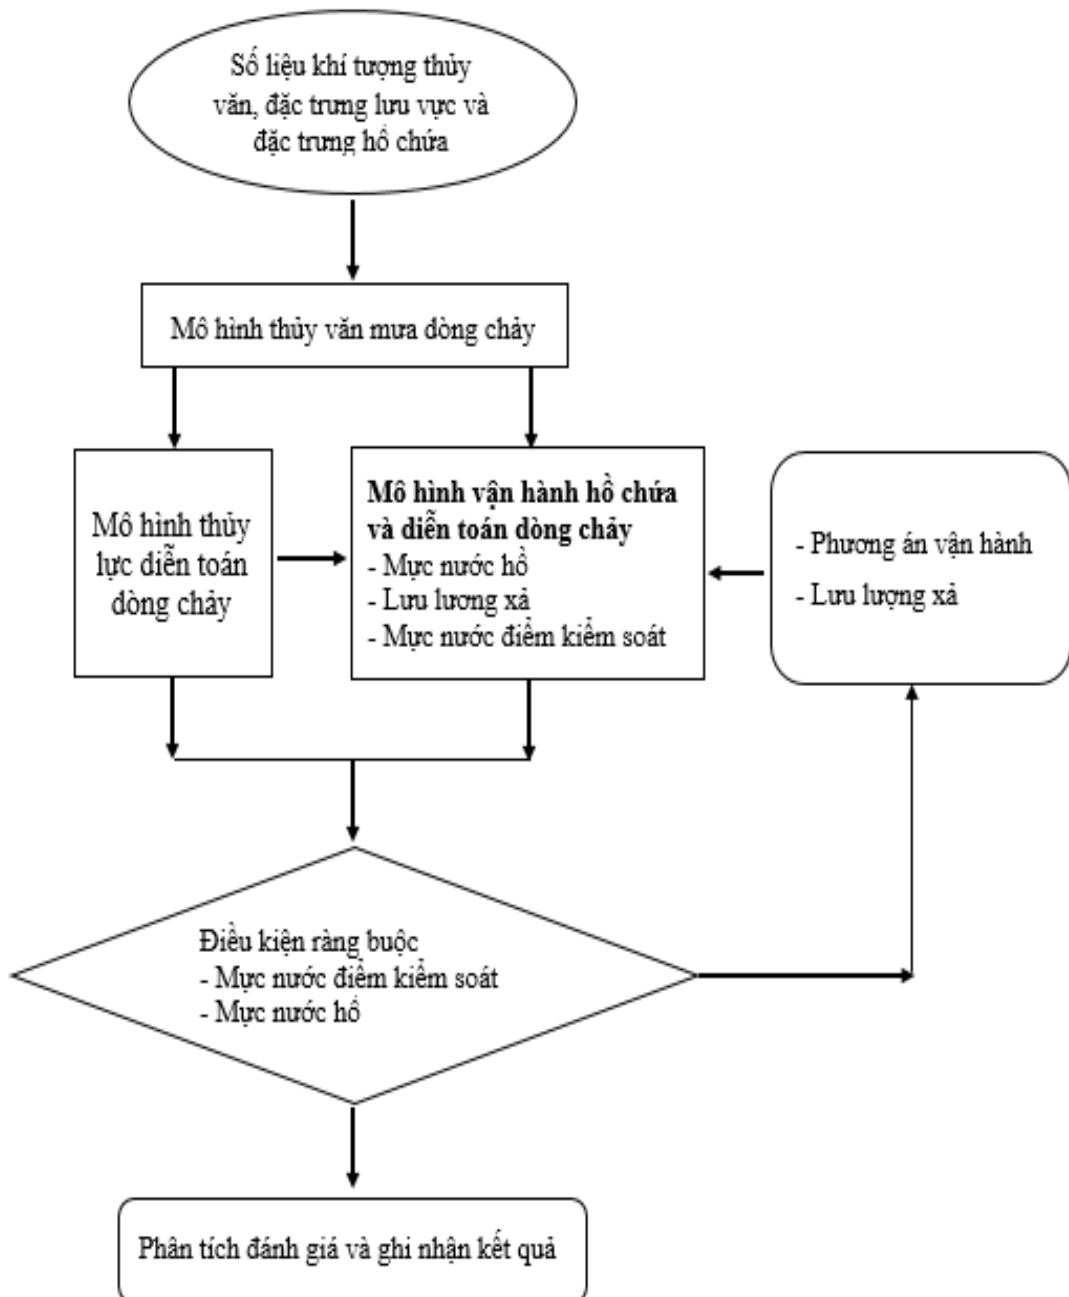 Số liệu khí tượng thủy
văn, đặc trưng lưu vực và
đặc trưng hồ chứa
Mô hình thủy văn mưa dòng chảy
Mô hình thủy
lực diễn toán
dòng chảy
Mô hình vận hành hồ chứa
và diễn toán dòng chảy
- Mực nước hồ
- Lưu lương xả
- Mực nước điểm kiểm soát
- Phương án vận hành
- Lưu lượng xả
Điều kiện ràng buộc
- Mực nước điểm kiểm soát
- Mực nước hồ
Phân tích đánh giá và ghi nhận kết quả